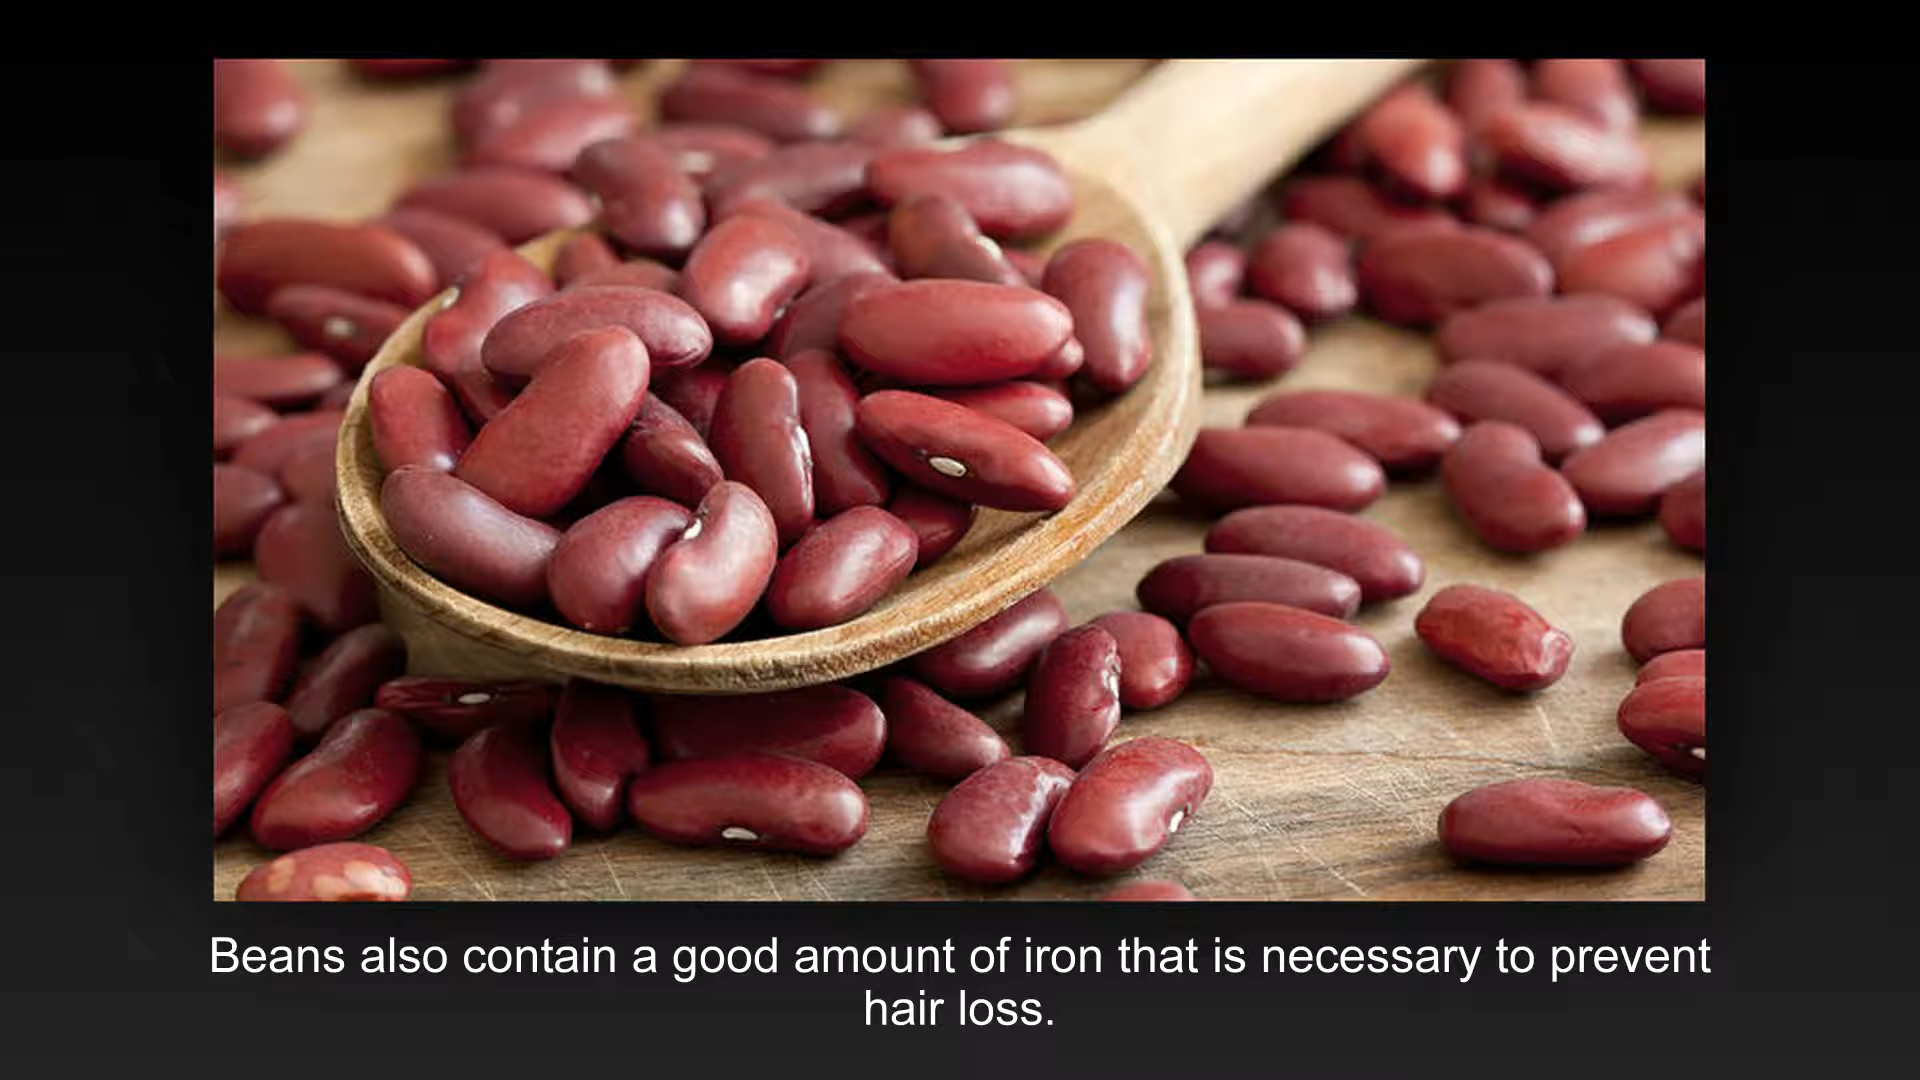 Beans also contain a good amount of iron that is necessary to prevent
hair loss.